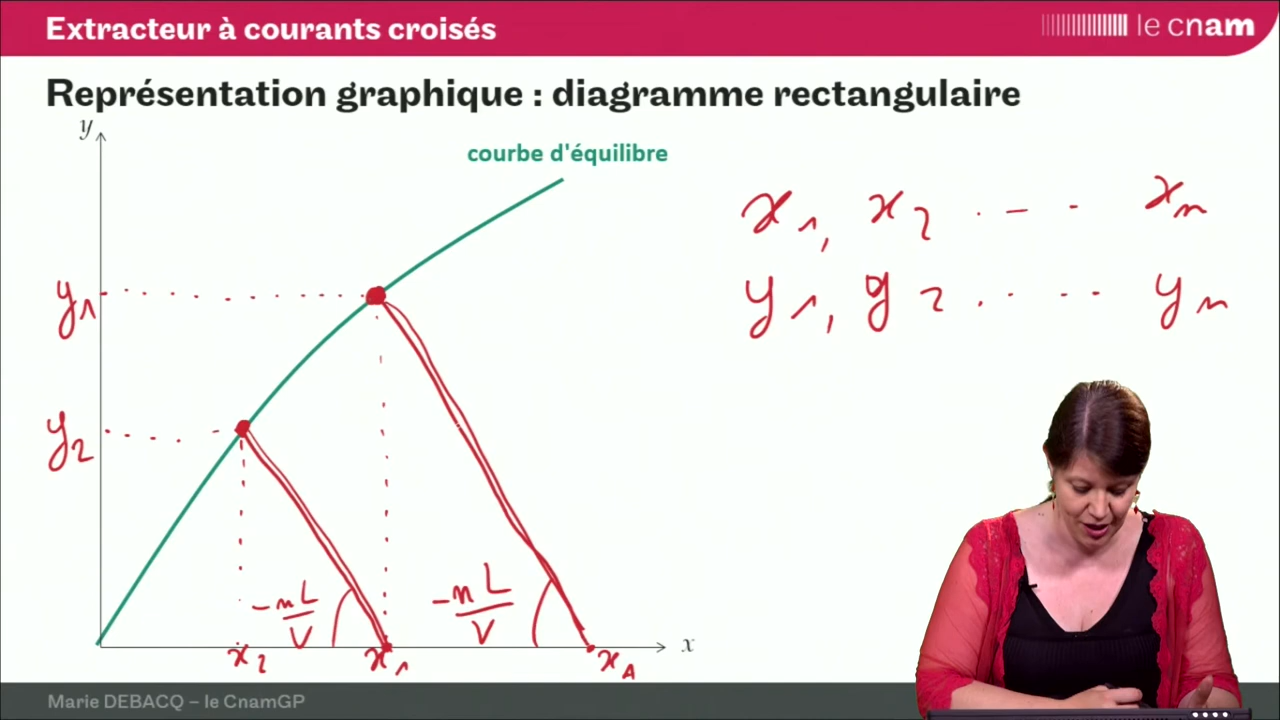 Extracteur à courants croisés
le cnam
Représentation graphique : diagramme rectangulaire
y
courbe d'équilibre
x₁, x₂ . – · xₙ
y₁, y₂ . . . . yₙ
y₁
y₂
-nL/V
-nL/V
x₂
x₁
x_A
x
Marie DEBACQ – le CnamGP